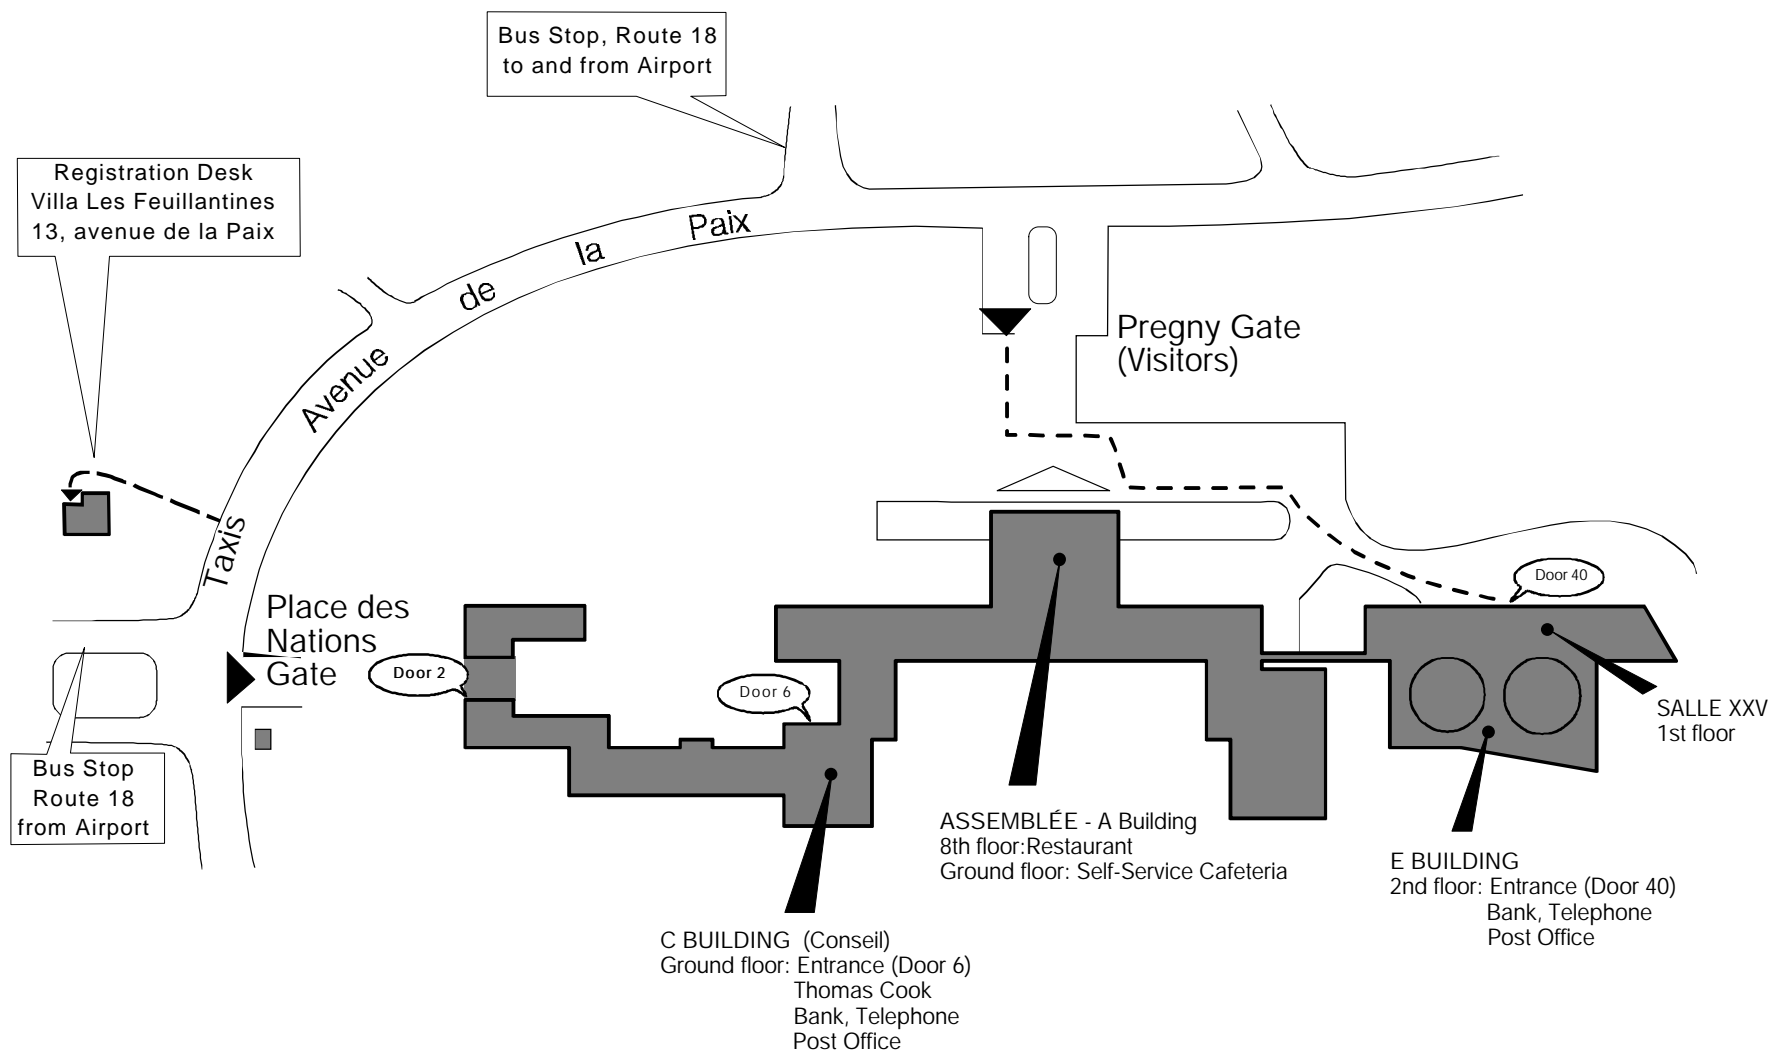 Bus Stop, Route 18
to and from Airport
Registration Desk
Villa Les Feuillantines
13, avenue de la Paix
Avenue de la Paix
Taxis
Pregny Gate
(Visitors)
Place des
Nations
Gate
Door 2
Door 6
Door 40
Bus Stop
Route 18
from Airport
SALLE XXV
1st floor
ASSEMBLÉE - A Building
8th floor:Restaurant
Ground floor: Self-Service Cafeteria
E BUILDING
2nd floor: Entrance (Door 40)
Bank, Telephone
Post Office
C BUILDING (Conseil)
Ground floor: Entrance (Door 6)
Thomas Cook
Bank, Telephone
Post Office